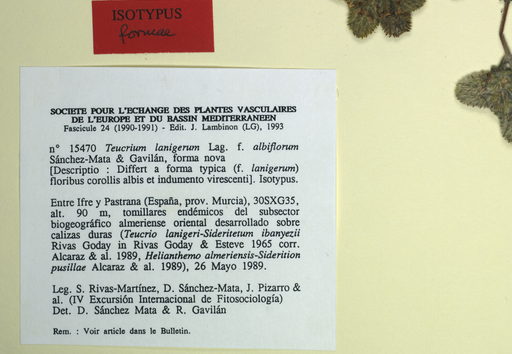 ISOTYPUS
formae
SOCIETE POUR L'ECHANGE DES PLANTES VASCULAIRES
DE L'EUROPE ET DU BASSIN MEDITERRANEEN
Fascicule 24 (1990-1991) - Edit. J. Lambinon (LG), 1993
n° 15470 Teucrium lanigerum Lag. f. albiflorum
Sánchez-Mata & Gavilán, forma nova
[Descriptio : Differt a forma typica (f. lanigerum)
floribus corollis albis et indumento virescenti]. Isotypus.
Entre Ifre y Pastrana (España, prov. Murcia), 30SXG35,
alt. 90 m, tomillares endémicos del subsector
biogeográfico almeriense oriental desarrollado sobre
calizas duras (Teucrio lanigeri-Sideritetum ibanyezii
Rivas Goday in Rivas Goday & Esteve 1965 corr.
Alcaraz & al. 1989, Helianthemo almeriensis-Siderition
pusillae Alcaraz & al. 1989), 26 Mayo 1989.
Leg. S. Rivas-Martínez, D. Sánchez-Mata, J. Pizarro &
al. (IV Excursión Internacional de Fitosociología)
Det. D. Sánchez Mata & R. Gavilán
Rem. : Voir article dans le Bulletin.